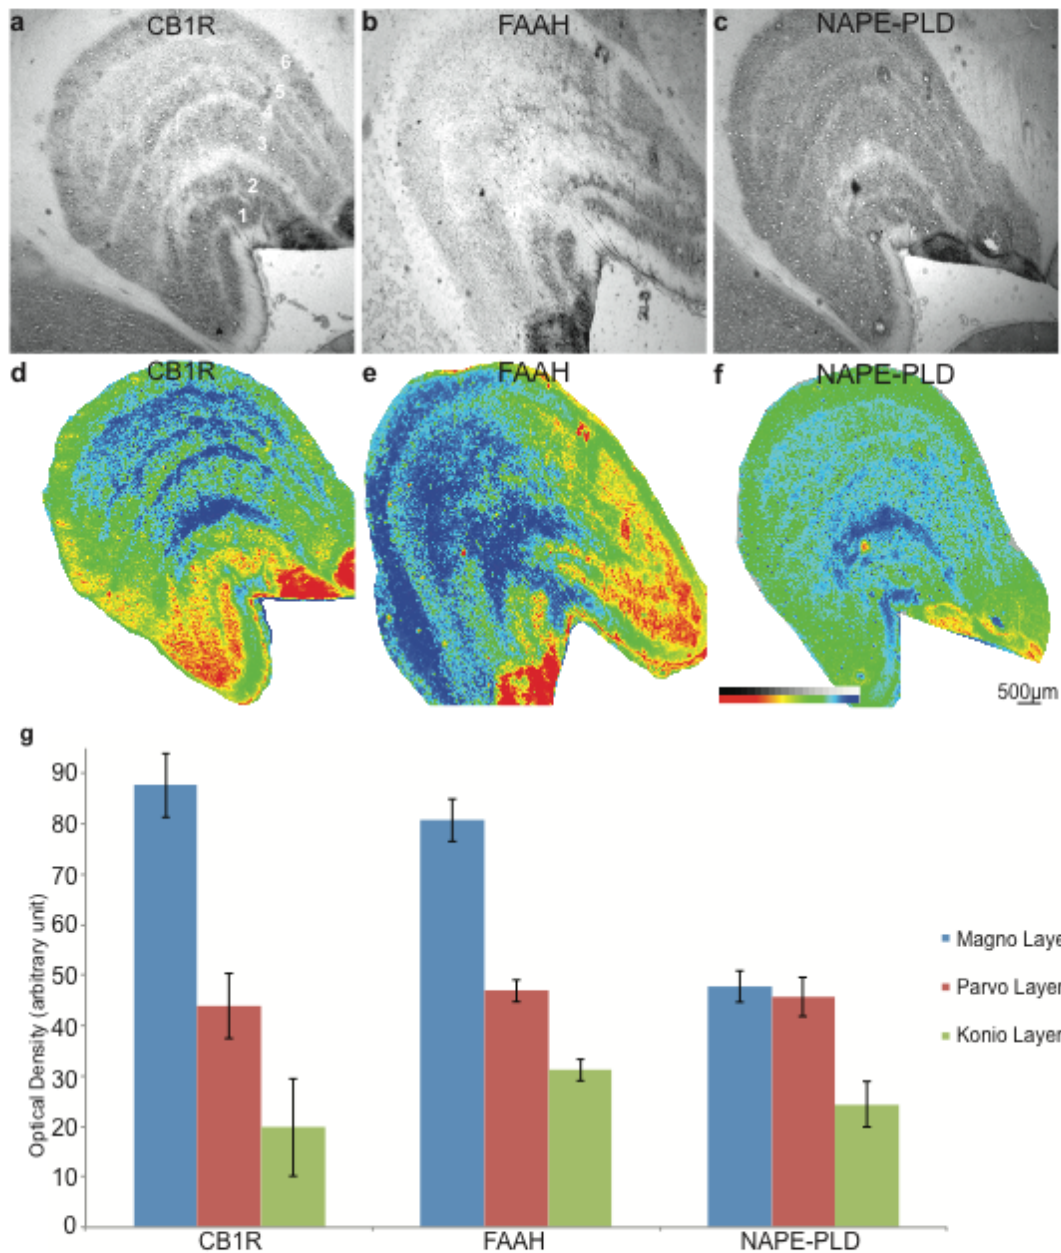 a CB1R
b FAAH
c NAPE-PLD
6
5
3
2
1
d CB1R
e FAAH
f NAPE-PLD
500µm
g
Optical Density (arbitrary unit)
90
80
70
60
50
40
30
20
10
0
CB1R
FAAH
NAPE-PLD
Magno Laye
Parvo Layer
Konio Layer